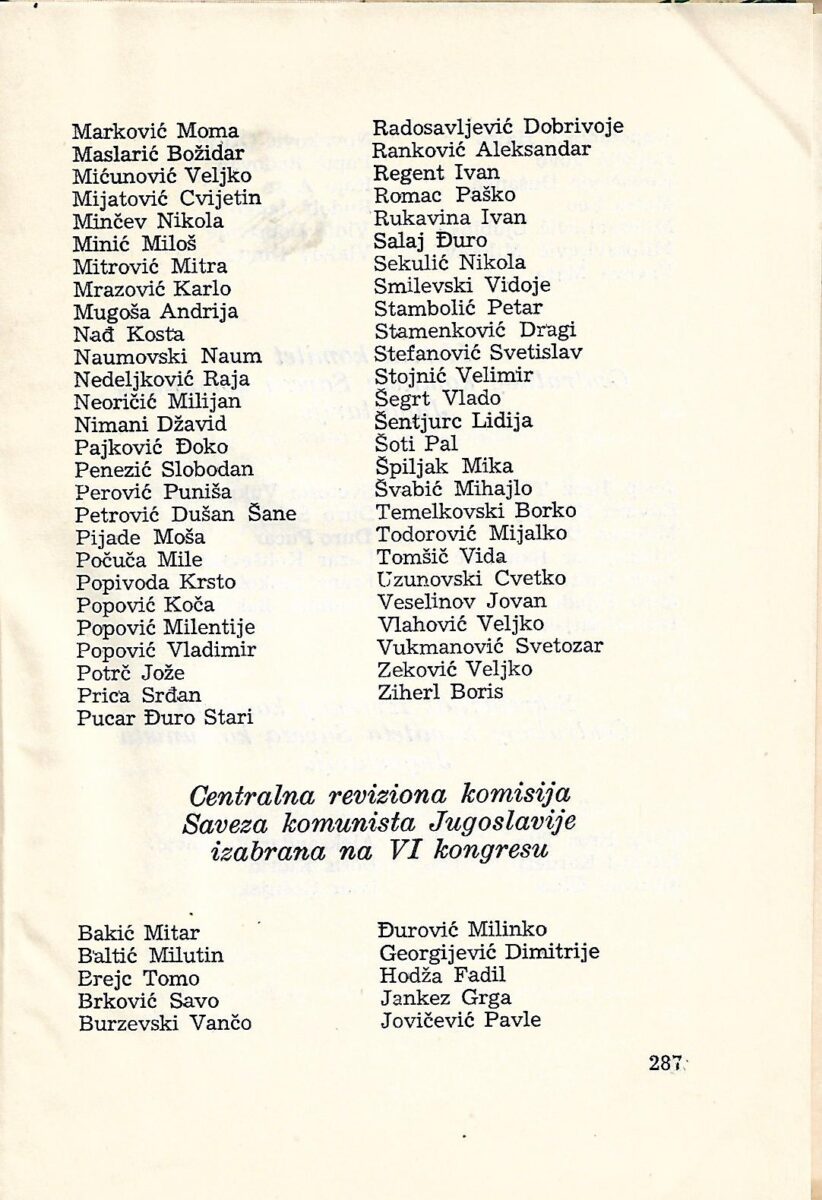 Marković Moma
Maslarić Božidar
Mićunović Veljko
Mijatović Cvijetin
Minčev Nikola
Minić Miloš
Mitrović Mitra
Mrazović Karlo
Mugoša Andrija
Nađ Kosta
Naumovski Naum
Nedeljković Raja
Neoričić Milijan
Nimani Džavid
Pajković Đoko
Penezić Slobodan
Perović Puniša
Petrović Dušan Šane
Pijade Moša
Počuča Mile
Popivoda Krsto
Popović Koča
Popović Milentije
Popović Vladimir
Potrč Jože
Prica Srđan
Pucar Đuro Stari
Radosavljević Dobrivoje
Ranković Aleksandar
Regent Ivan
Romac Paško
Rukavina Ivan
Salaj Đuro
Sekulić Nikola
Smilevski Vidoje
Stambolić Petar
Stamenković Dragi
Stefanović Svetislav
Stojnić Velimir
Šegrt Vlado
Šentjurc Lidija
Šoti Pal
Špiljak Mika
Švabić Mihajlo
Temelkovski Borko
Todorović Mijalko
Tomšič Vida
Uzunovski Cvetko
Veselinov Jovan
Vlahović Veljko
Vukmanović Svetozar
Zeković Veljko
Ziherl Boris
Centralna reviziona komisija
Saveza komunista Jugoslavije
izabrana na VI kongresu
Bakić Mitar
Baltić Milutin
Brejc Tomo
Brković Savo
Burzevski Vančo
Đurović Milinko
Georgijević Dimitrije
Hodža Fadil
Jankez Grga
Jovičević Pavle
287